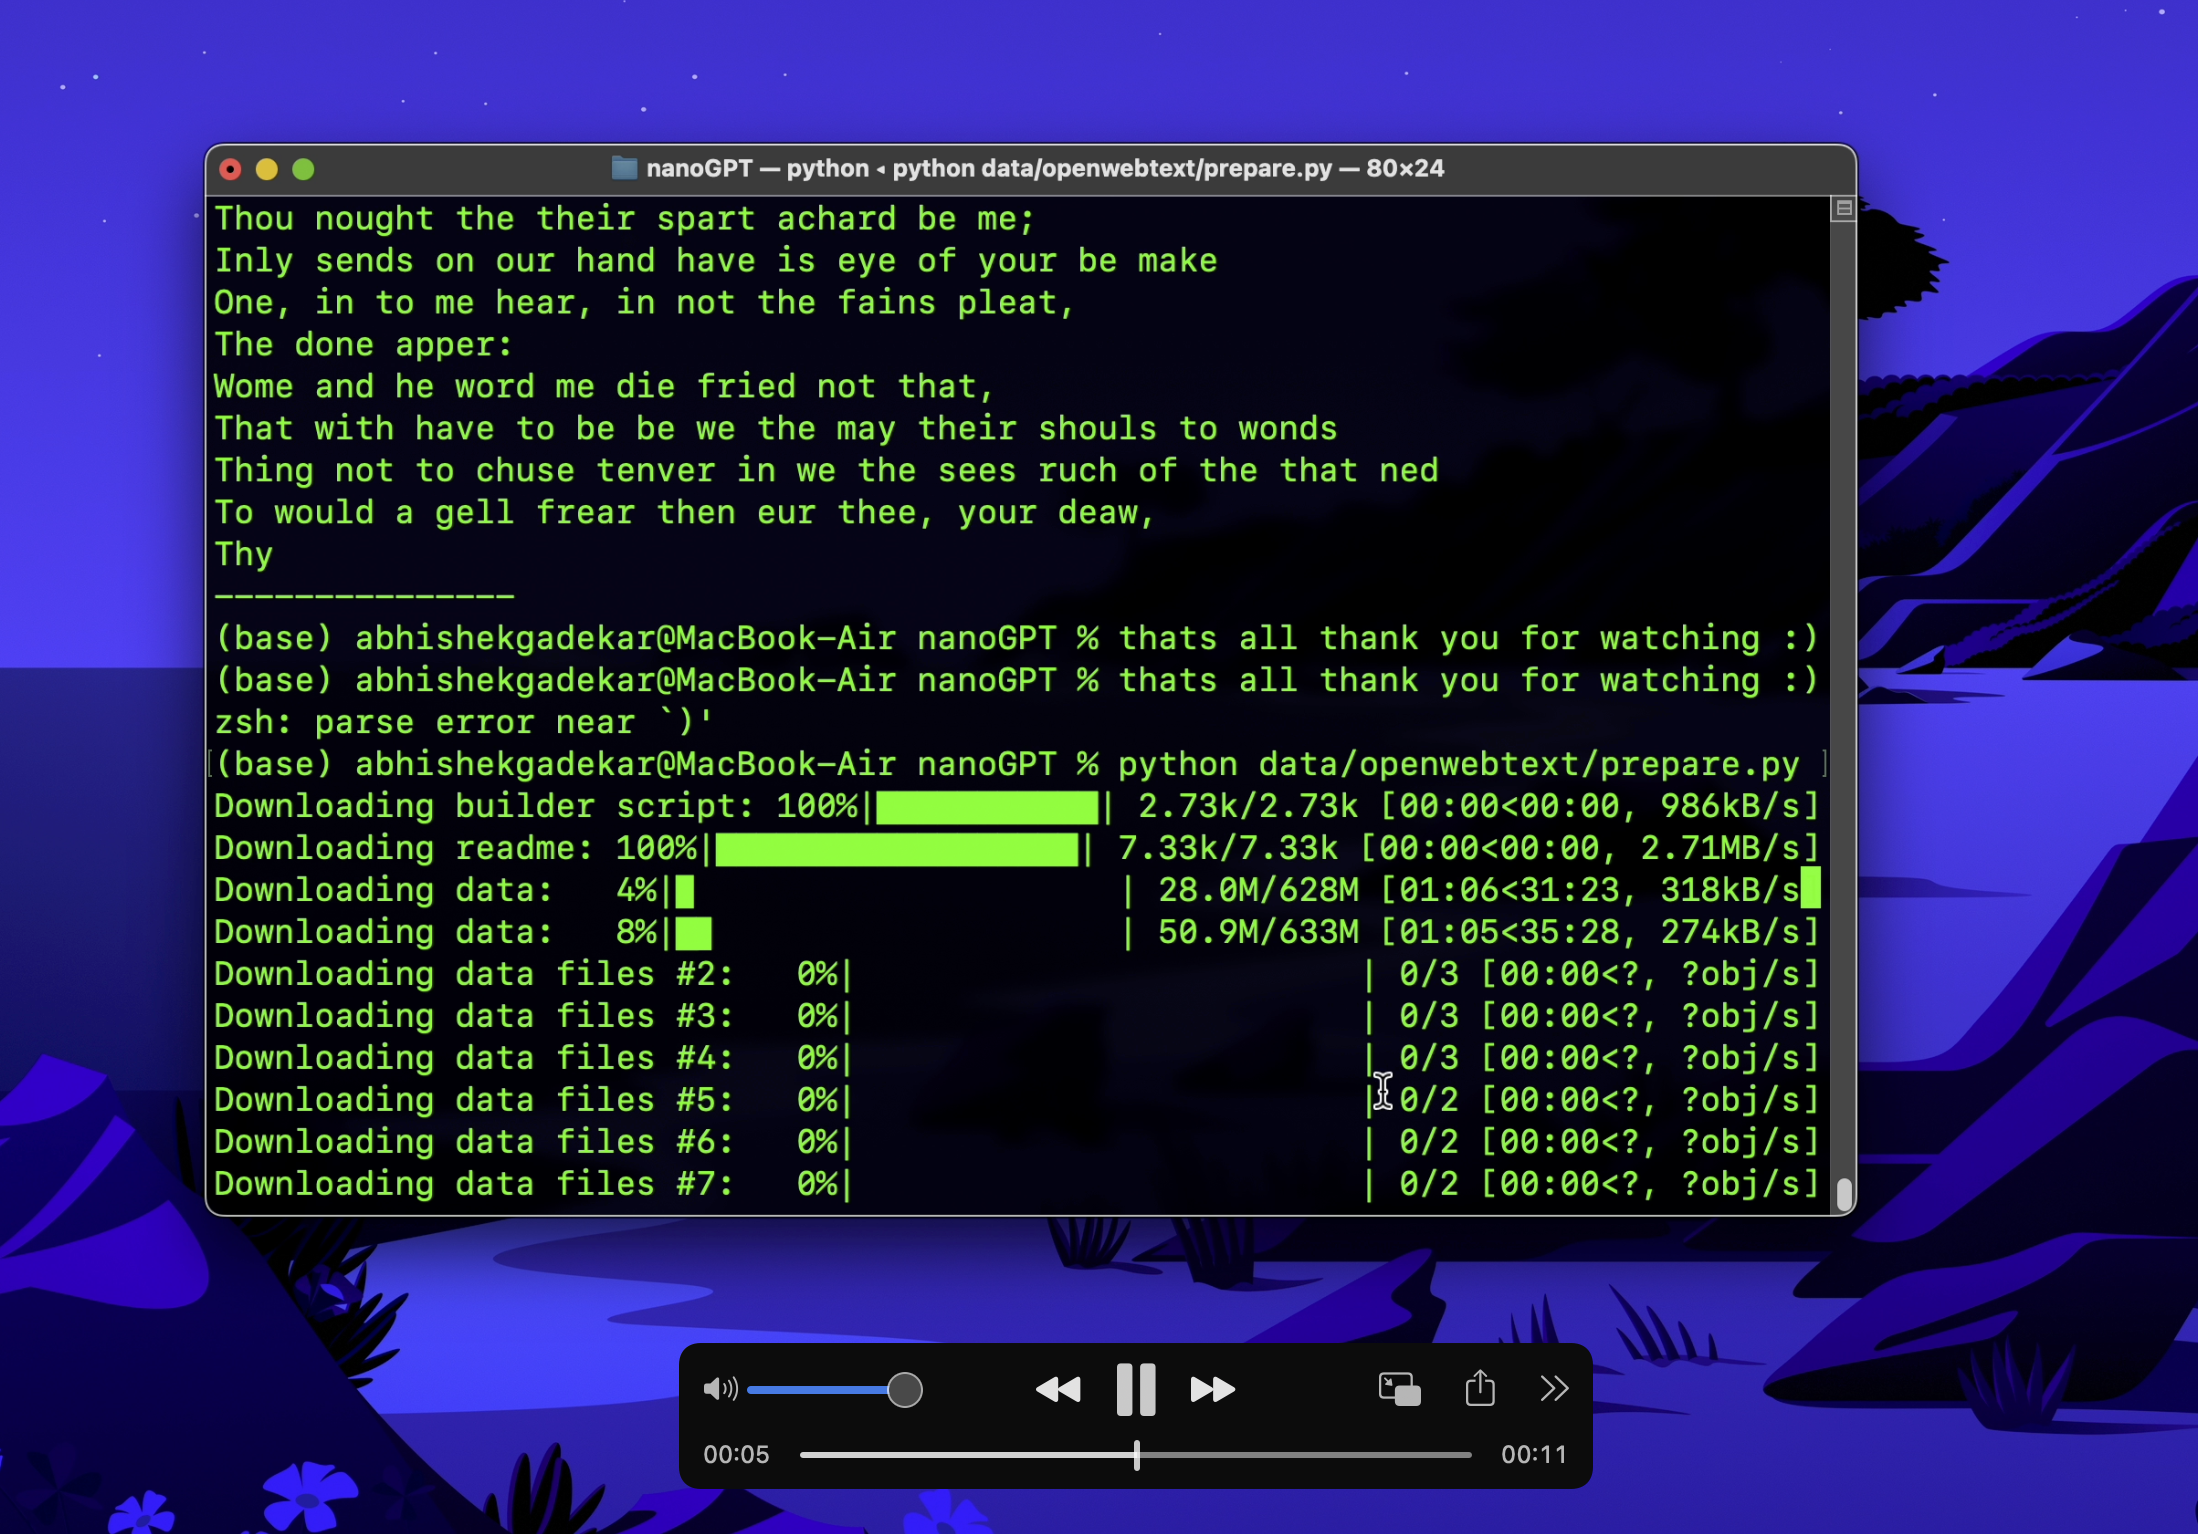 nanoGPT — python ◂ python data/openwebtext/prepare.py — 80×24
Thou nought the their spart achard be me;
Inly sends on our hand have is eye of your be make
One, in to me hear, in not the fains pleat,
The done apper:
Wome and he word me die fried not that,
That with have to be be we the may their shouls to wonds
Thing not to chuse tenver in we the sees ruch of the that ned
To would a gell frear then eur thee, your deaw,
Thy
---------------
(base) abhishekgadekar@MacBook-Air nanoGPT % thats all thank you for watching :)
(base) abhishekgadekar@MacBook-Air nanoGPT % thats all thank you for watching :)
zsh: parse error near `)'
[(base) abhishekgadekar@MacBook-Air nanoGPT % python data/openwebtext/prepare.py ]
Downloading builder script: 100%|██████████| 2.73k/2.73k [00:00<00:00, 986kB/s]
Downloading readme: 100%|██████████████████| 7.33k/7.33k [00:00<00:00, 2.71MB/s]
Downloading data:   4%|█                     | 28.0M/628M [01:06<31:23, 318kB/s
Downloading data:   8%|██                    | 50.9M/633M [01:05<35:28, 274kB/s]
Downloading data files #2:   0%|                         | 0/3 [00:00<?, ?obj/s]
Downloading data files #3:   0%|                         | 0/3 [00:00<?, ?obj/s]
Downloading data files #4:   0%|                         | 0/3 [00:00<?, ?obj/s]
Downloading data files #5:   0%|                         | 0/2 [00:00<?, ?obj/s]
Downloading data files #6:   0%|                         | 0/2 [00:00<?, ?obj/s]
Downloading data files #7:   0%|                         | 0/2 [00:00<?, ?obj/s]
00:05 00:11